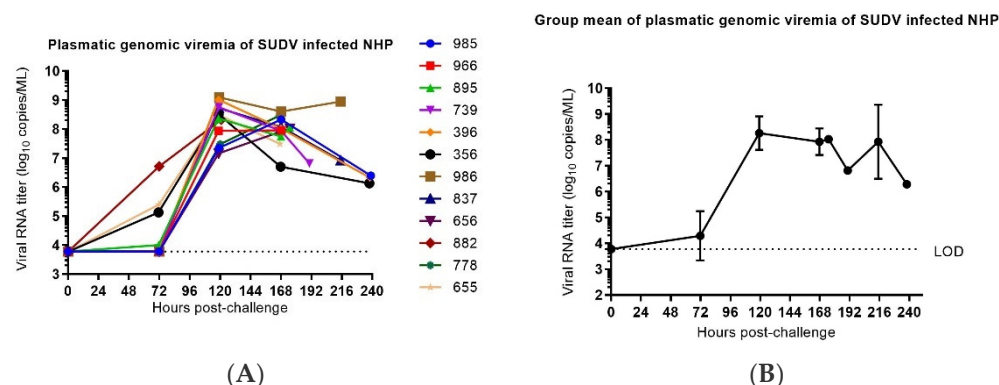 Plasmatic genomic viremia of SUDV infected NHP
Viral RNA titer (log10 copies/ML)
10
9
8
7
6
5
4
3
0 24 48 72 96 120 144 168 192 216 240
Hours post-challenge
985
966
895
739
396
356
986
837
656
882
778
655
(A)
Group mean of plasmatic genomic viremia of SUDV infected NHP
Viral RNA titer (log10 copies/ML)
10
9
8
7
6
5
4
3
2
LOD
0 24 48 72 96 120 144 168 192 216 240
Hours post-challenge
(B)